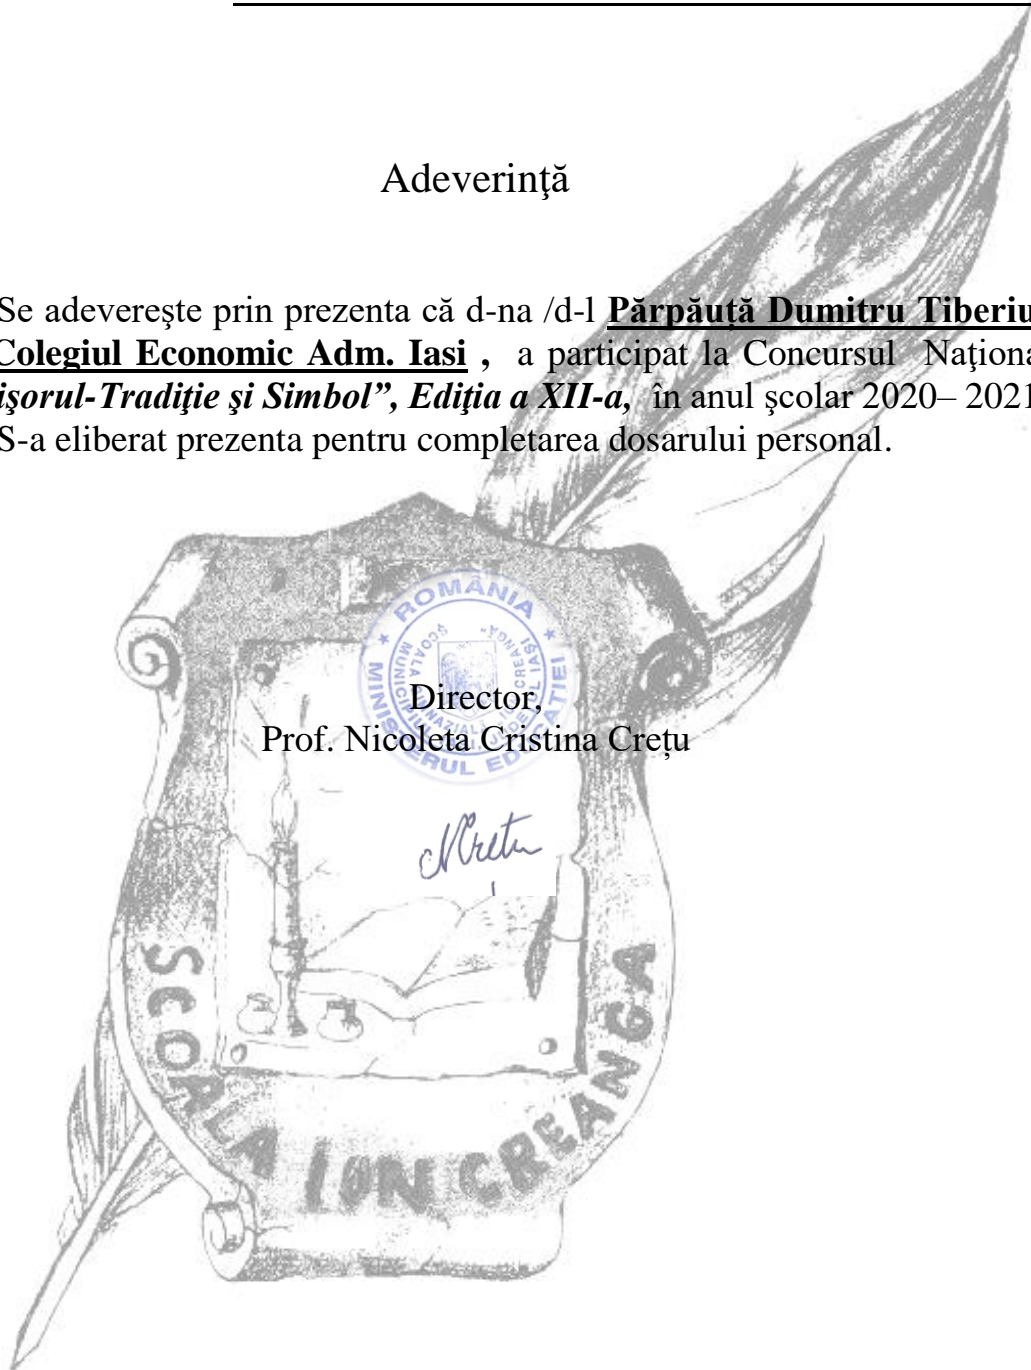 Adeverinţă
Se adevereşte prin prezenta că d-na /d-l Părpăuță Dumitru Tiberiu
Colegiul Economic Adm. Iasi , a participat la Concursul Naţiona
işorul-Tradiţie şi Simbol”, Ediţia a XII-a, în anul şcolar 2020– 2021
S-a eliberat prezenta pentru completarea dosarului personal.
ROMÂNIA
MINISTERUL EDUCAȚIEI
Director,
Prof. Nicoleta Cristina Crețu
NCretu
ŞCOALA ION CREANGA